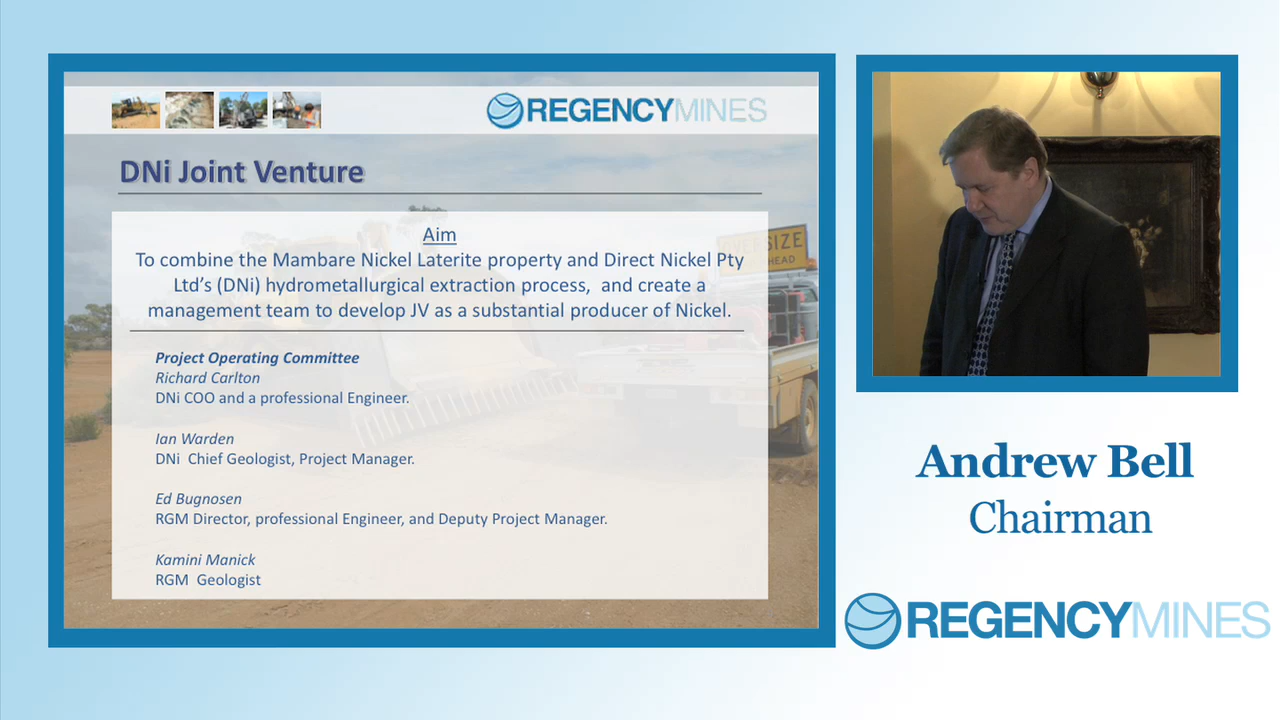 REGENCYMINES
DNi Joint Venture
Aim
To combine the Mambare Nickel Laterite property and Direct Nickel Pty
Ltd's (DNi) hydrometallurgical extraction process, and create a
management team to develop JV as a substantial producer of Nickel.
Project Operating Committee
Richard Carlton
DNi COO and a professional Engineer.
Ian Warden
DNi Chief Geologist, Project Manager.
Ed Bugnosen
RGM Director, professional Engineer, and Deputy Project Manager.
Kamini Manick
RGM Geologist
OVERSIZE
AHEAD
Andrew Bell
Chairman
REGENCYMINES